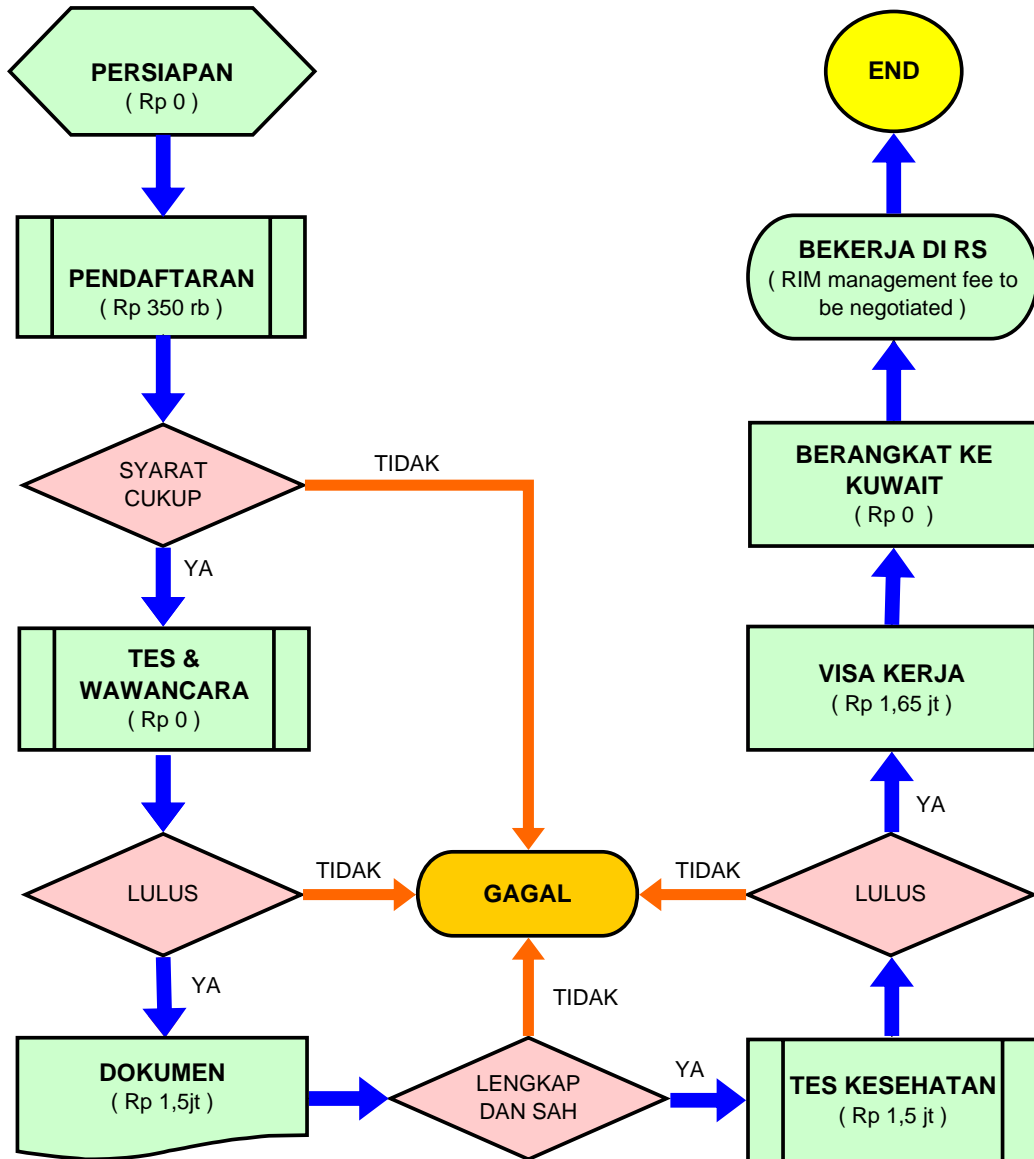 PERSIAPAN
( Rp 0 )
PENDAFTARAN
( Rp 350 rb )
SYARAT
CUKUP
TIDAK
YA
TES &
WAWANCARA
( Rp 0 )
LULUS
TIDAK
YA
DOKUMEN
( Rp 1,5jt )
LENGKAP
DAN SAH
TIDAK
GAGAL
YA
TES KESEHATAN
( Rp 1,5 jt )
LULUS
TIDAK
YA
VISA KERJA
( Rp 1,65 jt )
BERANGKAT KE
KUWAIT
( Rp 0 )
BEKERJA DI RS
( RIM management fee to
be negotiated )
END